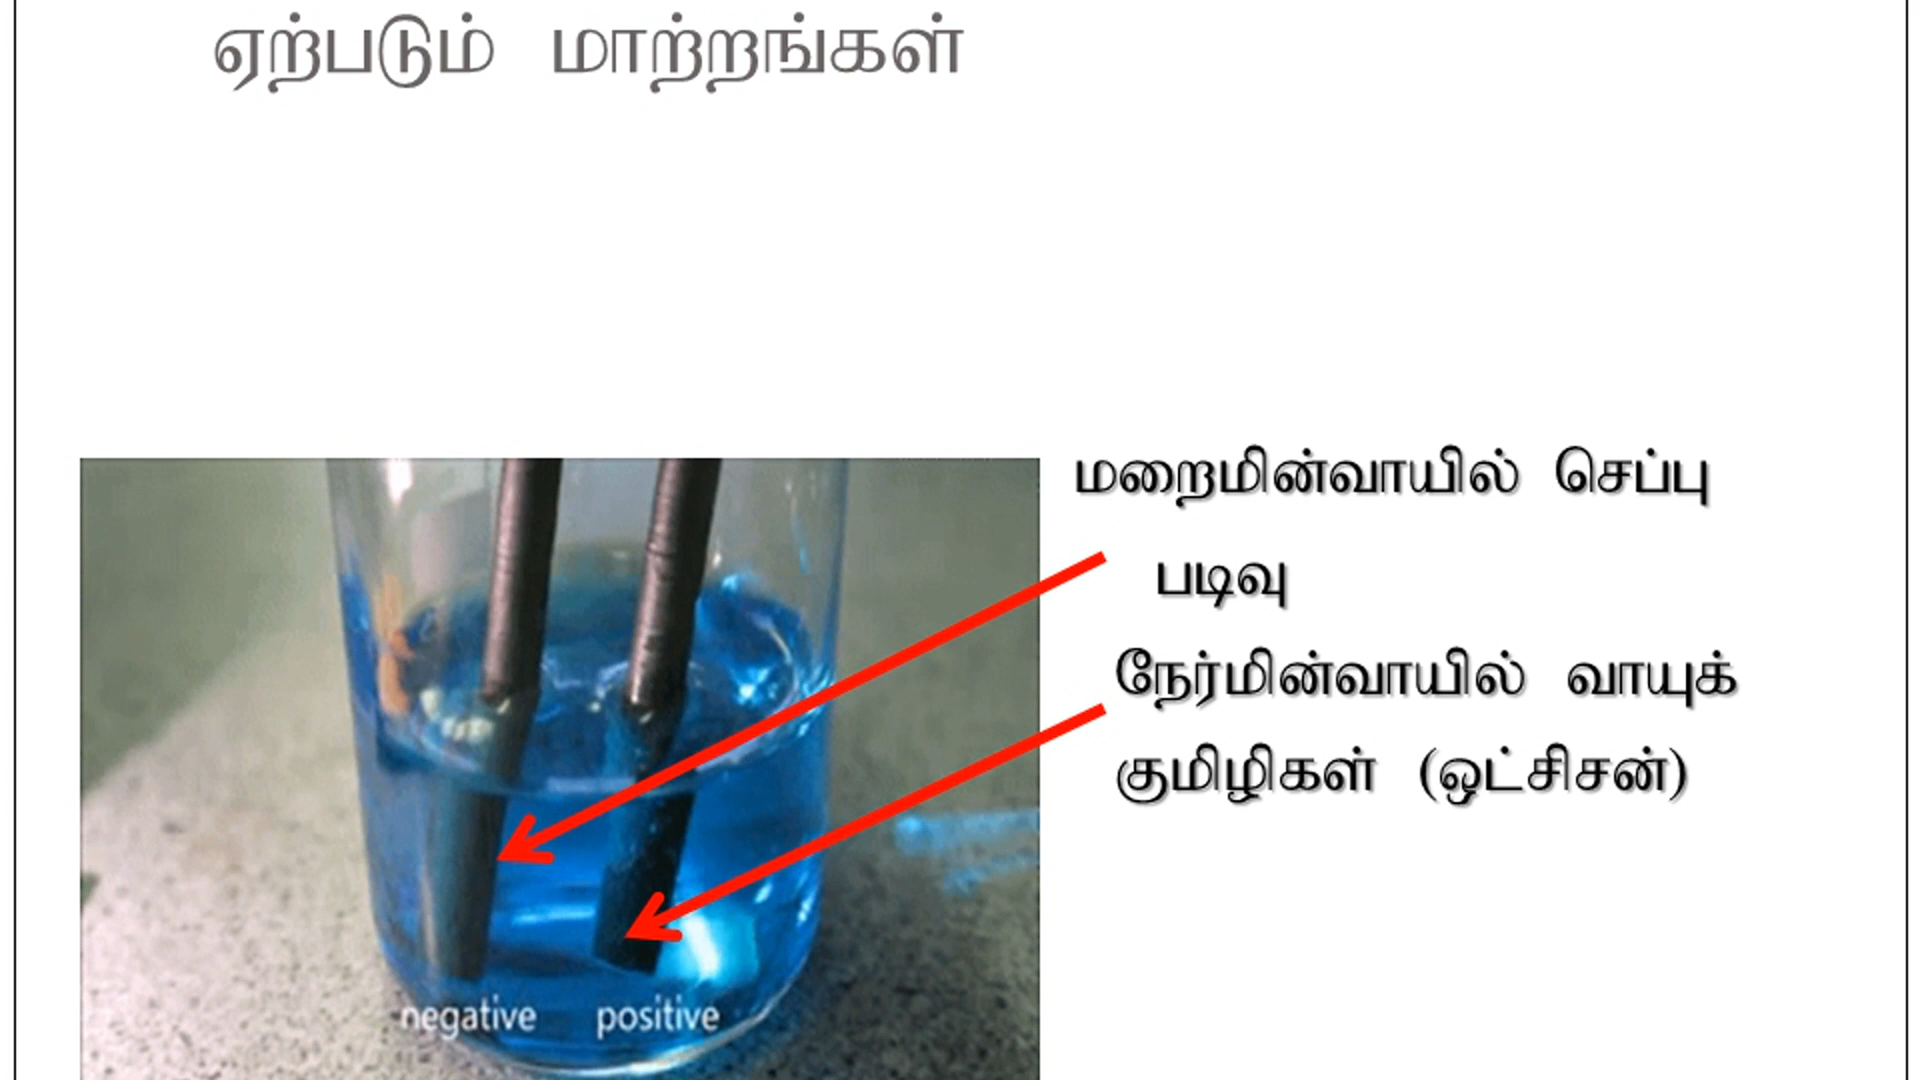 ஏற்படும் மாற்றங்கள்
மறைமின்வாயில் செப்பு
படிவு
நேர்மின்வாயில் வாயுக்
குமிழிகள் (ஒட்சிசன்)
negative positive